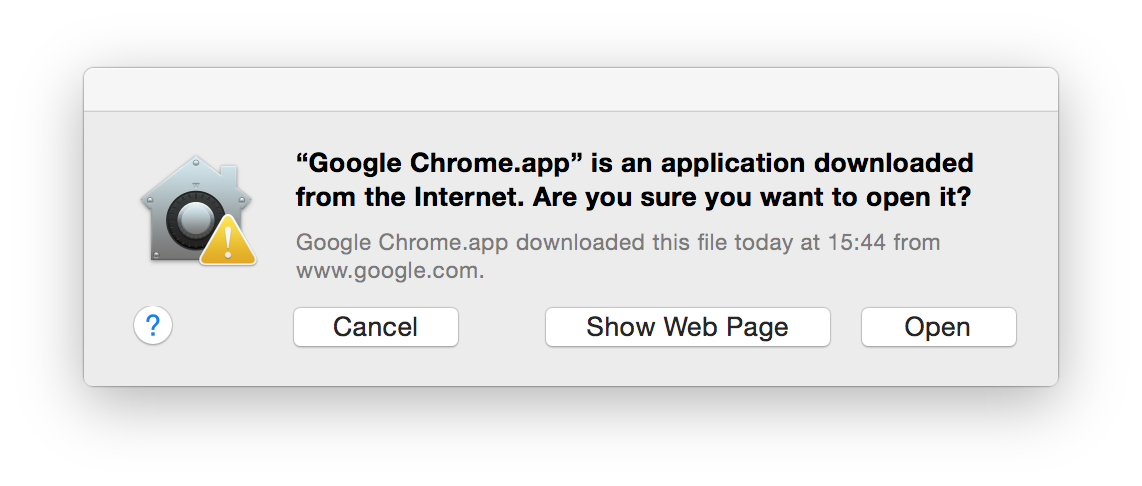 “Google Chrome.app” is an application downloaded
from the Internet. Are you sure you want to open it?
Google Chrome.app downloaded this file today at 15:44 from
www.google.com.
?
Cancel
Show Web Page
Open